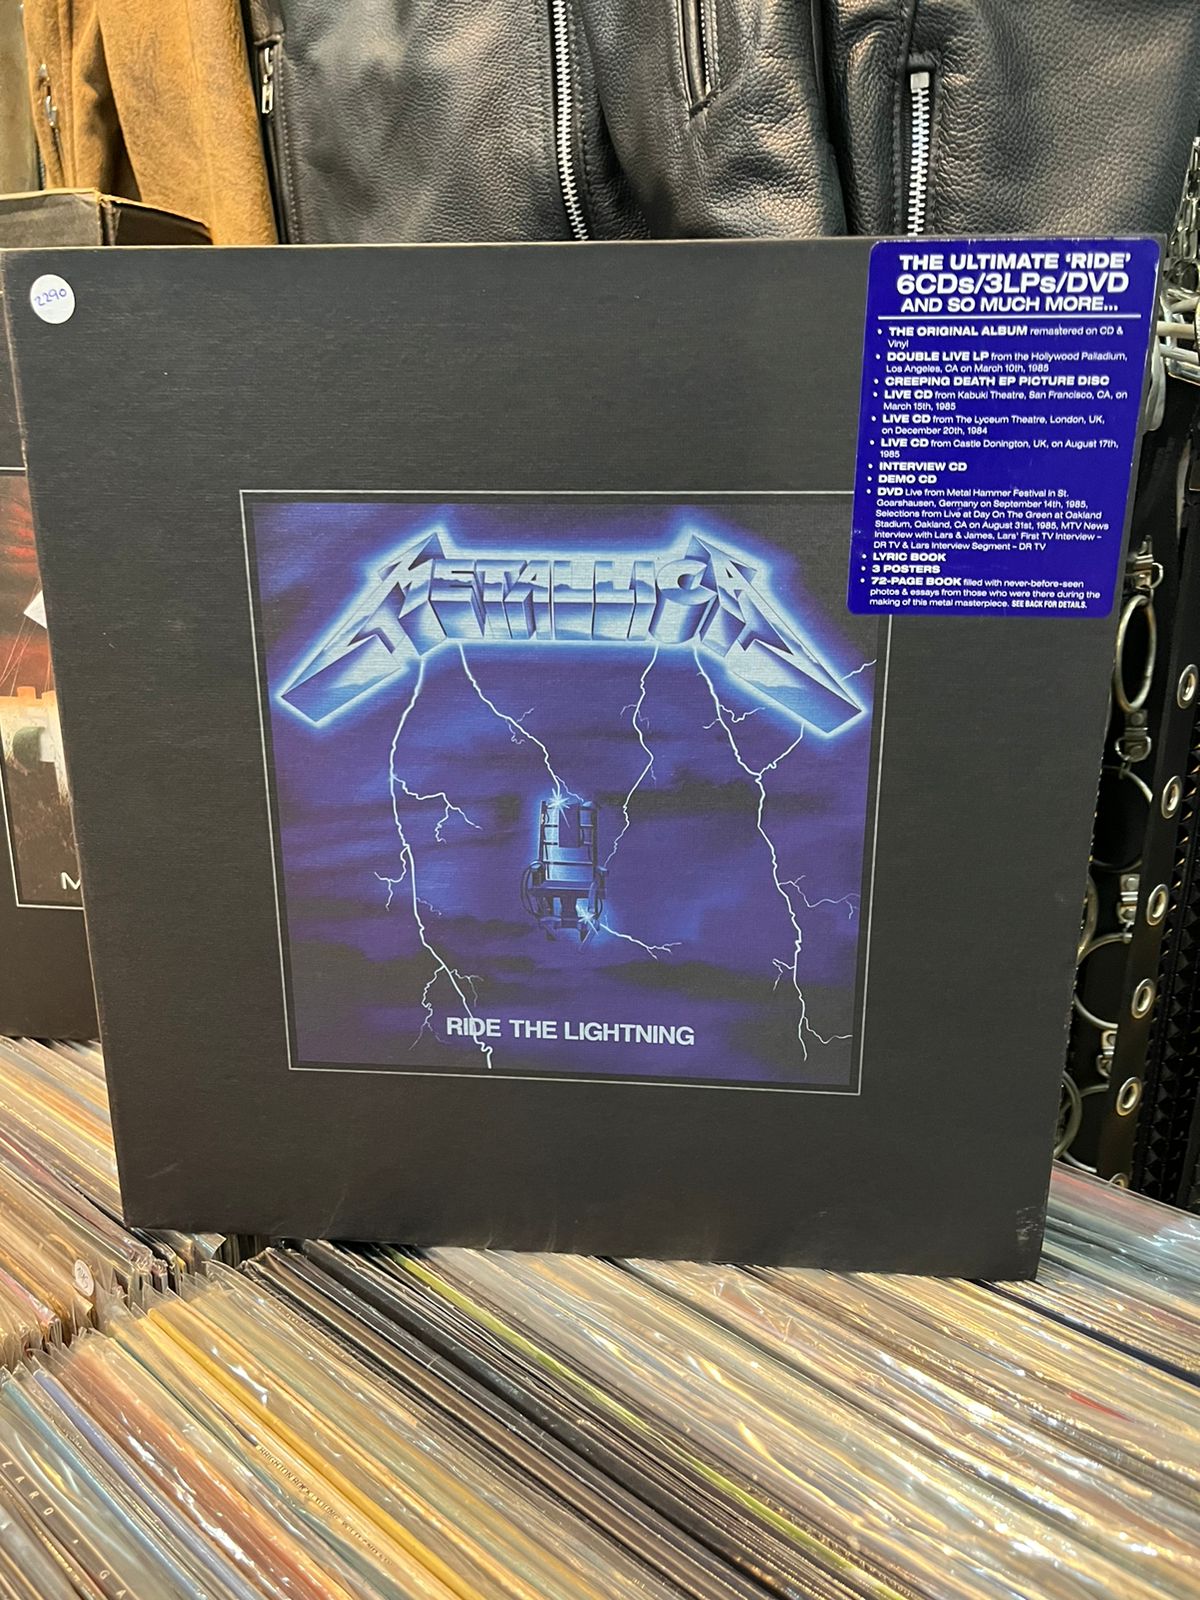 2290
THE ULTIMATE ‘RIDE’
6CDs/3LPs/DVD
AND SO MUCH MORE...
• THE ORIGINAL ALBUM remastered on CD &
Vinyl
• DOUBLE LIVE LP from the Hollywood Palladium,
Los Angeles, CA on March 10th, 1985
• CREEPING DEATH EP PICTURE DISC
• LIVE CD from Kabuki Theatre, San Francisco, CA, on
March 15th, 1985
• LIVE CD from The Lyceum Theatre, London, UK,
on December 20th, 1984
• LIVE CD from Castle Donington, UK, on August 17th,
1985
• INTERVIEW CD
• DEMO CD
• DVD Live from Metal Hammer Festival in St.
Goarshausen, Germany on September 14th, 1985,
Selections from Live at Day On The Green at Oakland
Stadium, Oakland, CA on August 31st, 1985, MTV News
Interview with Lars & James, Lars' First TV Interview –
DR TV & Lars Interview Segment – DR TV
• LYRIC BOOK
• 3 POSTERS
• 72-PAGE BOOK filled with never-before-seen
photos & essays from those who were there during the
making of this metal masterpiece. SEE BACK FOR DETAILS.
METALLICA
RIDE THE LIGHTNING
M